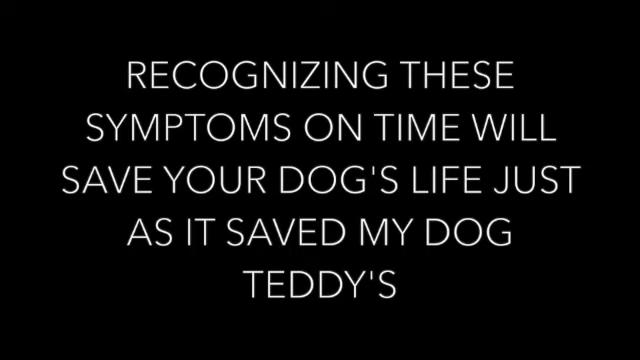 RECOGNIZING THESE
SYMPTOMS ON TIME WILL
SAVE YOUR DOG'S LIFE JUST
AS IT SAVED MY DOG
TEDDY'S